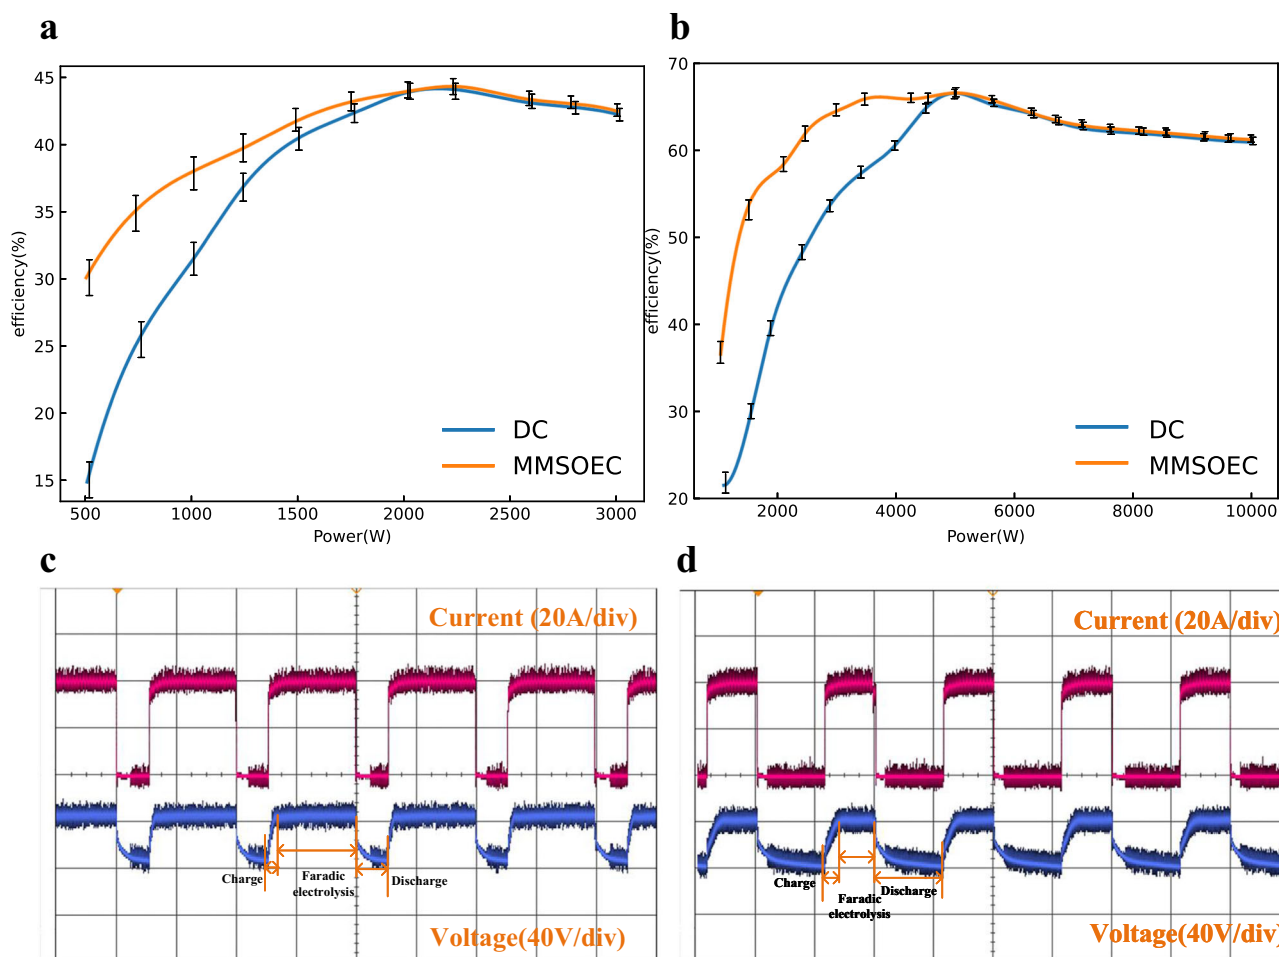 a
45
40
35
30
25
20
15
efficiency(%)
500 1000 1500 2000 2500 3000
Power(W)
DC
MMSOEC
b
70
60
50
40
30
20
efficiency(%)
2000 4000 6000 8000 10000
Power(W)
DC
MMSOEC
c
Current (20A/div)
Charge
Faradic
electrolysis
Discharge
Voltage(40V/div)
d
Current (20A/div)
Charge
Faradic
electrolysis
Discharge
Voltage(40V/div)